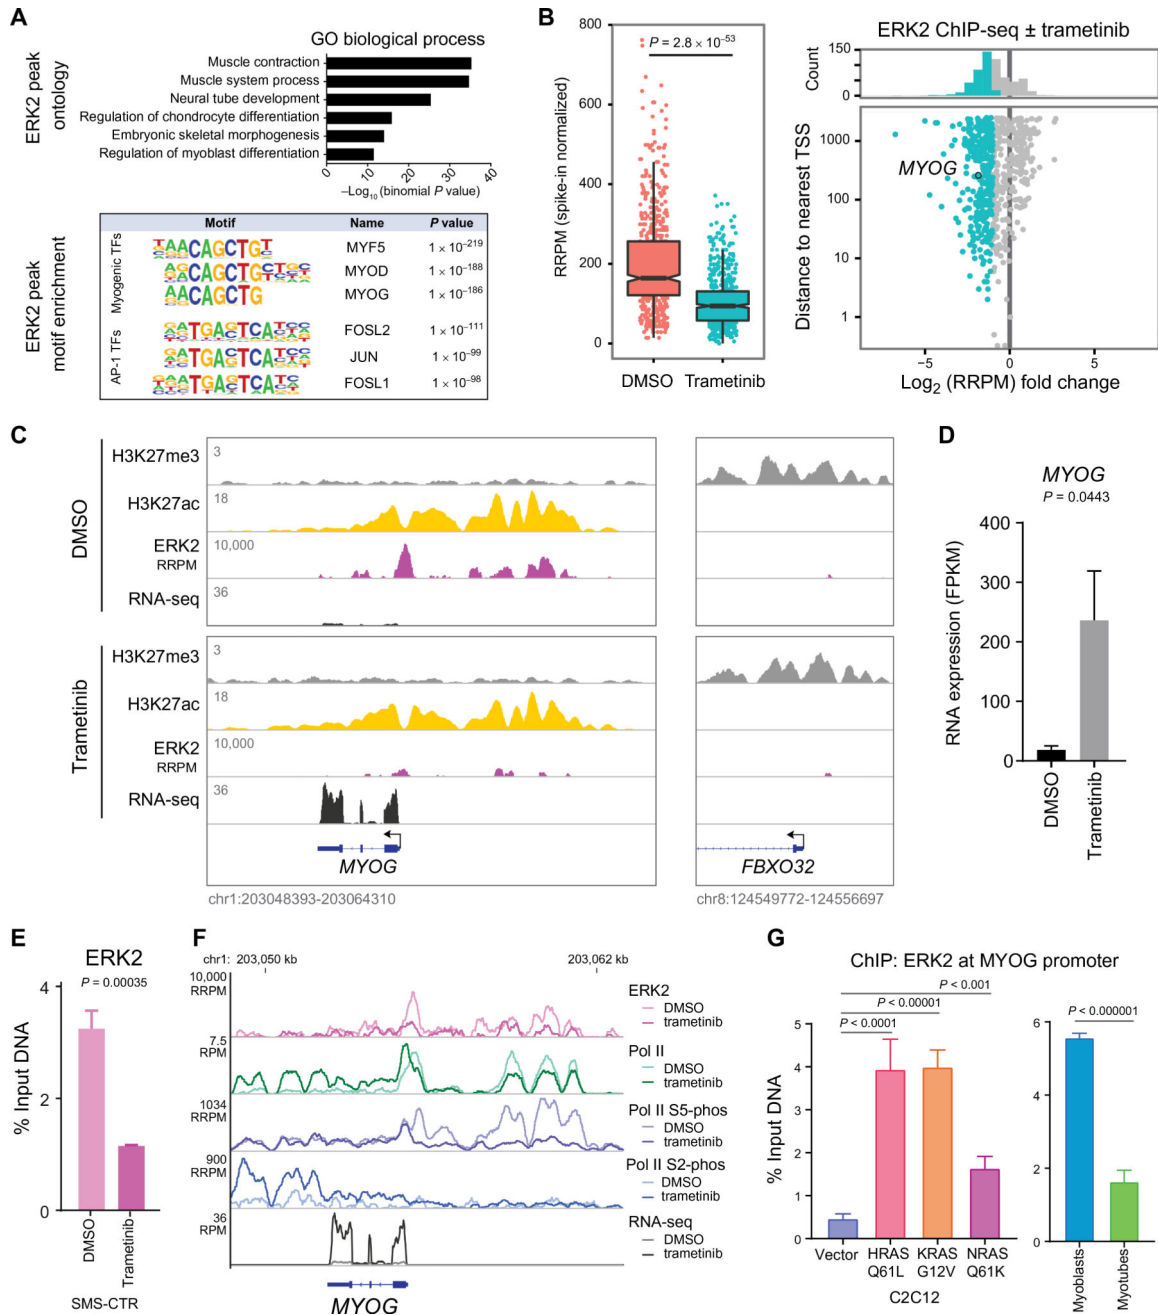 A
GO biological process
ERK2 peak
ontology
Muscle contraction
Muscle system process
Neural tube development
Regulation of chondrocyte differentiation
Embryonic skeletal morphogenesis
Regulation of myoblast differentiation
0 10 20 30 40
–Log10 (binomial P value)
ERK2 peak
motif enrichment
Motif Name P value
Myogenic TFs
CAGCTG MYF5 1 × 10–219
CAGCTG MYOD 1 × 10–188
AACAGCTG MYOG 1 × 10–186
AP-1 TFs
TGA TCA FOSL2 1 × 10–111
TGA TCA JUN 1 × 10–99
TGA TCA FOSL1 1 × 10–98
B
RRPM (spike-in normalized)
800
600
400
200
0
P = 2.8 × 10–53
DMSO Trametinib
ERK2 ChIP-seq ± trametinib
Count
150
0
Distance to nearest TSS
1000
100
10
1
MYOG
–5 0 5
Log2 (RRPM) fold change
C
DMSO
H3K27me3 3
H3K27ac 18
ERK2 10,000
RRPM
RNA-seq 36
Trametinib
H3K27me3 3
H3K27ac 18
ERK2 10,000
RRPM
RNA-seq 36
MYOG FBXO32
chr1:203048393-203064310 chr8:124549772-124556697
D
MYOG
P = 0.0443
RNA expression (FPKM)
400
300
200
100
0
DMSO
Trametinib
E
ERK2
P = 0.00035
% Input DNA
4
2
0
DMSO
Trametinib
SMS-CTR
F
chr1: 203,050 kb 203,062 kb
10,000
RRPM
ERK2
DMSO
trametinib
7.5
RPM
Pol II
DMSO
trametinib
1034
RRPM
Pol II S5-phos
DMSO
trametinib
900
RRPM
Pol II S2-phos
DMSO
trametinib
36
RPM
RNA-seq
DMSO
trametinib
MYOG
G
ChIP: ERK2 at MYOG promoter
P < 0.001
P < 0.00001
P < 0.0001
% Input DNA
5
4
3
2
1
0
Vector HRAS KRAS NRAS
Q61L G12V Q61K
C2C12
P < 0.000001
6
4
2
0
Myoblasts
Myotubes